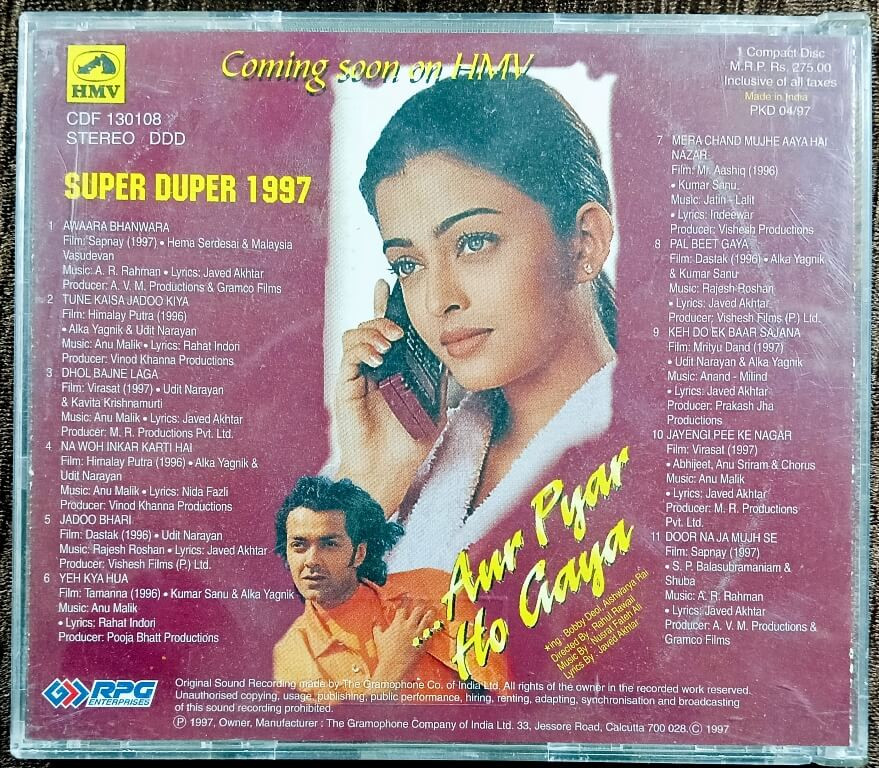 HMV
Coming soon on HMV
1 Compact Disc
M.R.P. Rs. 275.00
Inclusive of all taxes
Made in India
PKD 04/97
CDF 130108
STEREO DDD
SUPER DUPER 1997
1 AWAARA BHANWARA
Film: Sapnay (1997) • Hema Serdesai & Malaysia
Vasudevan
Music: A. R. Rahman • Lyrics: Javed Akhtar
Producer: A. V. M. Productions & Gramco Films
2 TUNE KAISA JADOO KIYA
Film: Himalay Putra (1996)
• Alka Yagnik & Udit Narayan
Music: Anu Malik • Lyrics: Rahat Indori
Producer: Vinod Khanna Productions
3 DHOL BAJNE LAGA
Film: Virasat (1997) • Udit Narayan
& Kavita Krishnamurti
Music: Anu Malik • Lyrics: Javed Akhtar
Producer: M. R. Productions Pvt. Ltd.
4 NA WOH INKAR KARTI HAI
Film: Himalay Putra (1996) • Alka Yagnik &
Udit Narayan
Music: Anu Malik • Lyrics: Nida Fazli
Producer: Vinod Khanna Productions
5 JADOO BHARI
Film: Dastak (1996) • Udit Narayan
Music: Rajesh Roshan • Lyrics: Javed Akhtar
Producer: Vishesh Films (P.) Ltd.
6 YEH KYA HUA
Film: Tamanna (1996) • Kumar Sanu & Alka Yagnik
Music: Anu Malik
• Lyrics: Rahat Indori
Producer: Pooja Bhatt Productions
7 MERA CHAND MUJHE AAYA HAI
NAZAR
Film: Mr. Aashiq (1996)
• Kumar Sanu.
Music: Jatin - Lalit
• Lyrics: Indeewar
Producer: Vishesh Productions
8 PAL BEET GAYA
Film: Dastak (1996) • Alka Yagnik
& Kumar Sanu
Music: Rajesh Roshan
• Lyrics: Javed Akhtar
Producer: Vishesh Films (P.) Ltd.
9 KEH DO EK BAAR SAJANA
Film: Mrityu Dand (1997)
• Udit Narayan & Alka Yagnik
Music: Anand - Milind
• Lyrics: Javed Akhtar
Producer: Prakash Jha
Productions
10 JAYENGI PEE KE NAGAR
Film: Virasat (1997)
• Abhijeet, Anu Sriram & Chorus
Music: Anu Malik
• Lyrics: Javed Akhtar
Producer: M. R. Productions
Pvt. Ltd.
11 DOOR NA JA MUJH SE
Film: Sapnay (1997)
• S. P. Balasubramaniam &
Shuba
Music: A. R. Rahman
• Lyrics: Javed Akhtar
Producer: A. V. M. Productions &
Gramco Films
...Aur Pyar
Ho Gaya
★ing: Bobby Deol, Aishwarya Rai
Directed By: Rahul Rawail
Music By: Nusrat Fateh Ali
Lyrics By: Javed Akhtar
RPG
ENTERPRISES
Original Sound Recording made by The Gramophone Co. of India Ltd. All rights of the owner in the recorded work reserved.
Unauthorised copying, usage, publishing, public performance, hiring, renting, adapting, synchronisation and broadcasting
of this sound recording prohibited.
Ⓟ 1997, Owner, Manufacturer : The Gramophone Company of India Ltd. 33, Jessore Road, Calcutta 700 028. Ⓒ 1997